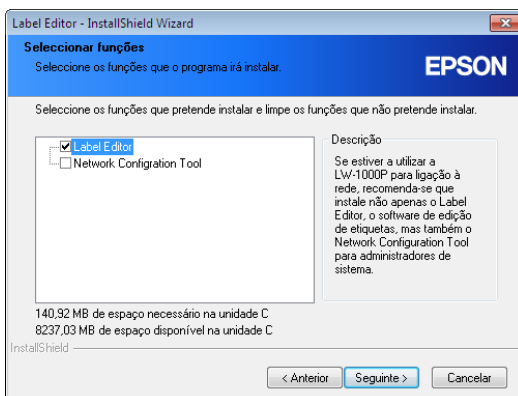 Label Editor - InstallShield Wizard
Seleccionar funções
Seleccione os funções que o programa irá instalar.
EPSON
Seleccione os funções que pretende instalar e limpe os funções que não pretende instalar.
Label Editor
Network Configration Tool
Descrição
Se estiver a utilizar a
LW-1000P para ligação à
rede, recomenda-se que
instale não apenas o Label
Editor, o software de edição
de etiquetas, mas também o
Network Configuration Tool
para administradores de
sistema.
140,92 MB de espaço necessário na unidade C
8237,03 MB de espaço disponível na unidade C
InstallShield
< Anterior
Seguinte >
Cancelar